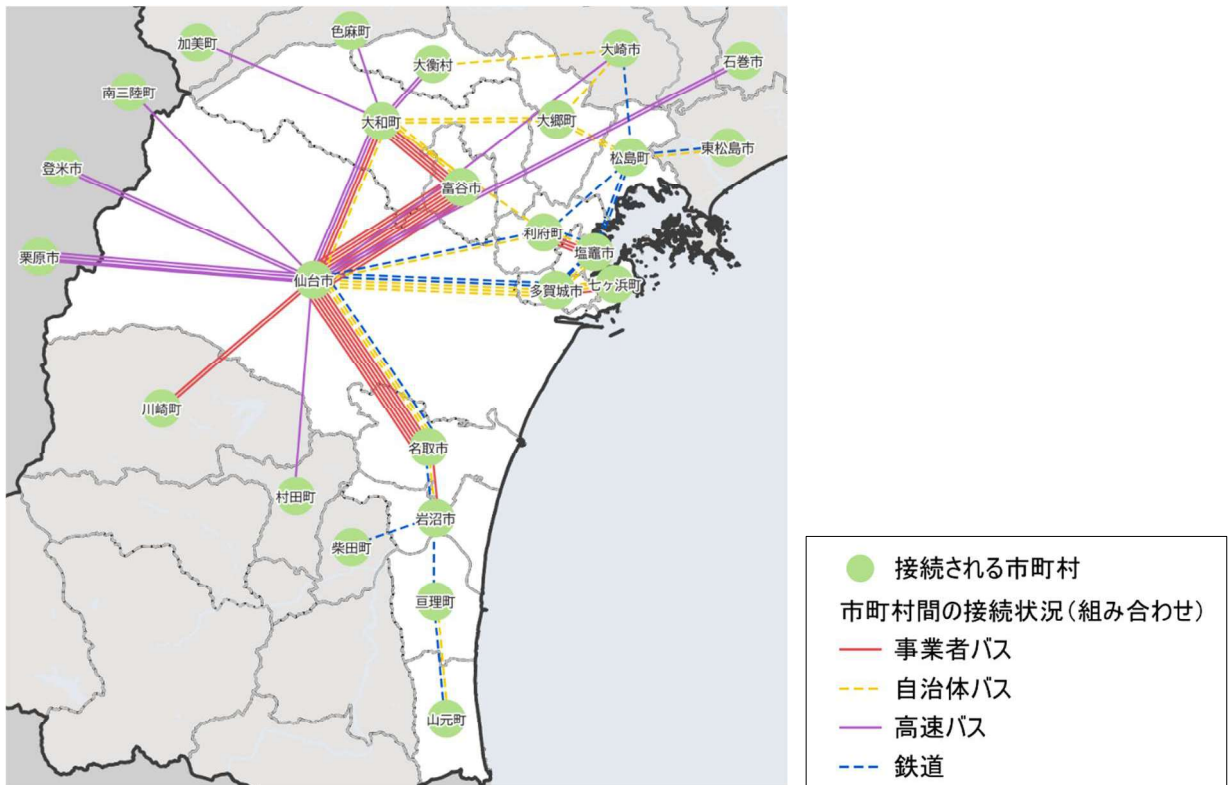 色麻町
加美町
大崎市
石巻市
大衡村
南三陸町
大和町
大郷町
東松島市
松島町
登米市
富谷市
利府町
塩竈市
栗原市
仙台市
多賀城市
七ヶ浜町
川崎町
名取市
村田町
岩沼市
柴田町
亘理町
山元町
接続される市町村
市町村間の接続状況(組み合わせ)
事業者バス
自治体バス
高速バス
鉄道